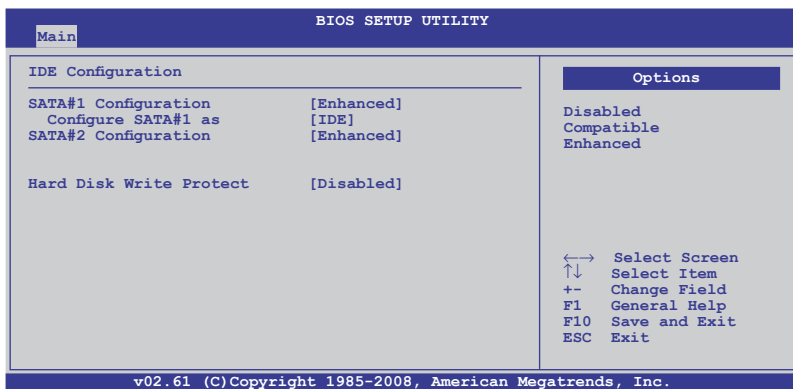 BIOS SETUP UTILITY
Main
IDE Configuration
SATA#1 Configuration [Enhanced]
Configure SATA#1 as [IDE]
SATA#2 Configuration [Enhanced]
Hard Disk Write Protect [Disabled]
Options
Disabled
Compatible
Enhanced
←→ Select Screen
↑↓ Select Item
+- Change Field
F1 General Help
F10 Save and Exit
ESC Exit
v02.61 (C)Copyright 1985-2008, American Megatrends, Inc.